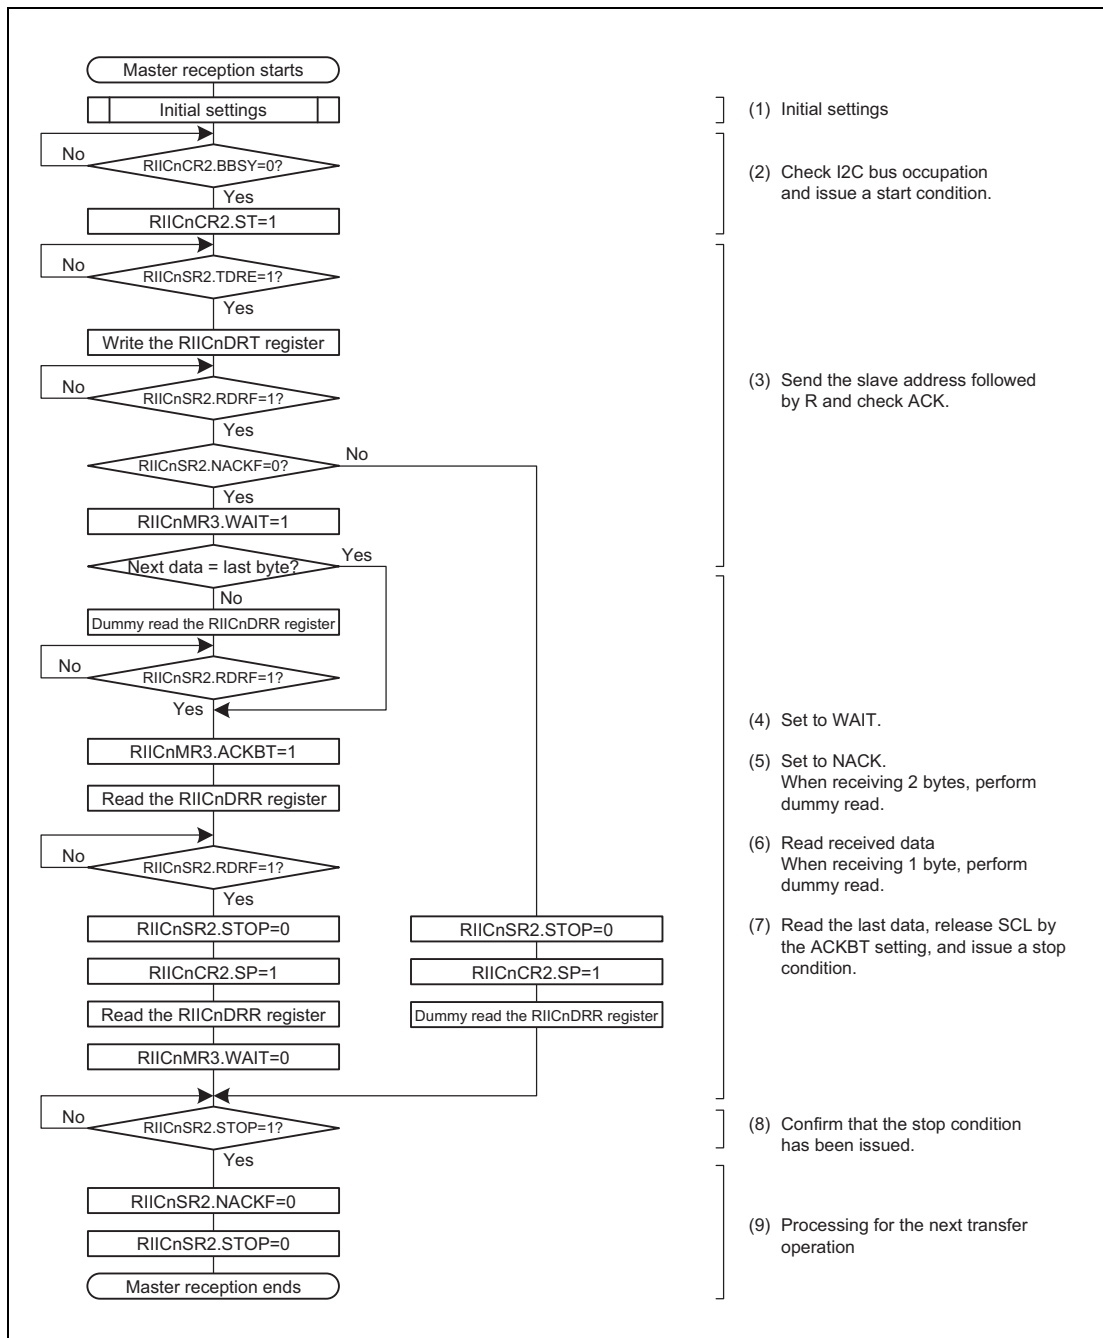 Master reception starts
Initial settings
(1) Initial settings
No
RIICnCR2.BBSY=0?
Yes
(2) Check I2C bus occupation
and issue a start condition.
RIICnCR2.ST=1
No
RIICnSR2.TDRE=1?
Yes
Write the RIICnDRT register
No
RIICnSR2.RDRF=1?
Yes
(3) Send the slave address followed
by R and check ACK.
RIICnSR2.NACKF=0?
No
Yes
RIICnMR3.WAIT=1
Next data = last byte?
Yes
No
Dummy read the RIICnDRR register
No
RIICnSR2.RDRF=1?
Yes
(4) Set to WAIT.
RIICnMR3.ACKBT=1
(5) Set to NACK.
When receiving 2 bytes, perform
dummy read.
Read the RIICnDRR register
No
RIICnSR2.RDRF=1?
Yes
(6) Read received data
When receiving 1 byte, perform
dummy read.
RIICnSR2.STOP=0
RIICnSR2.STOP=0
(7) Read the last data, release SCL by
the ACKBT setting, and issue a stop
condition.
RIICnCR2.SP=1
RIICnCR2.SP=1
Read the RIICnDRR register
Dummy read the RIICnDRR register
RIICnMR3.WAIT=0
No
RIICnSR2.STOP=1?
Yes
(8) Confirm that the stop condition
has been issued.
RIICnSR2.NACKF=0
RIICnSR2.STOP=0
(9) Processing for the next transfer
operation
Master reception ends